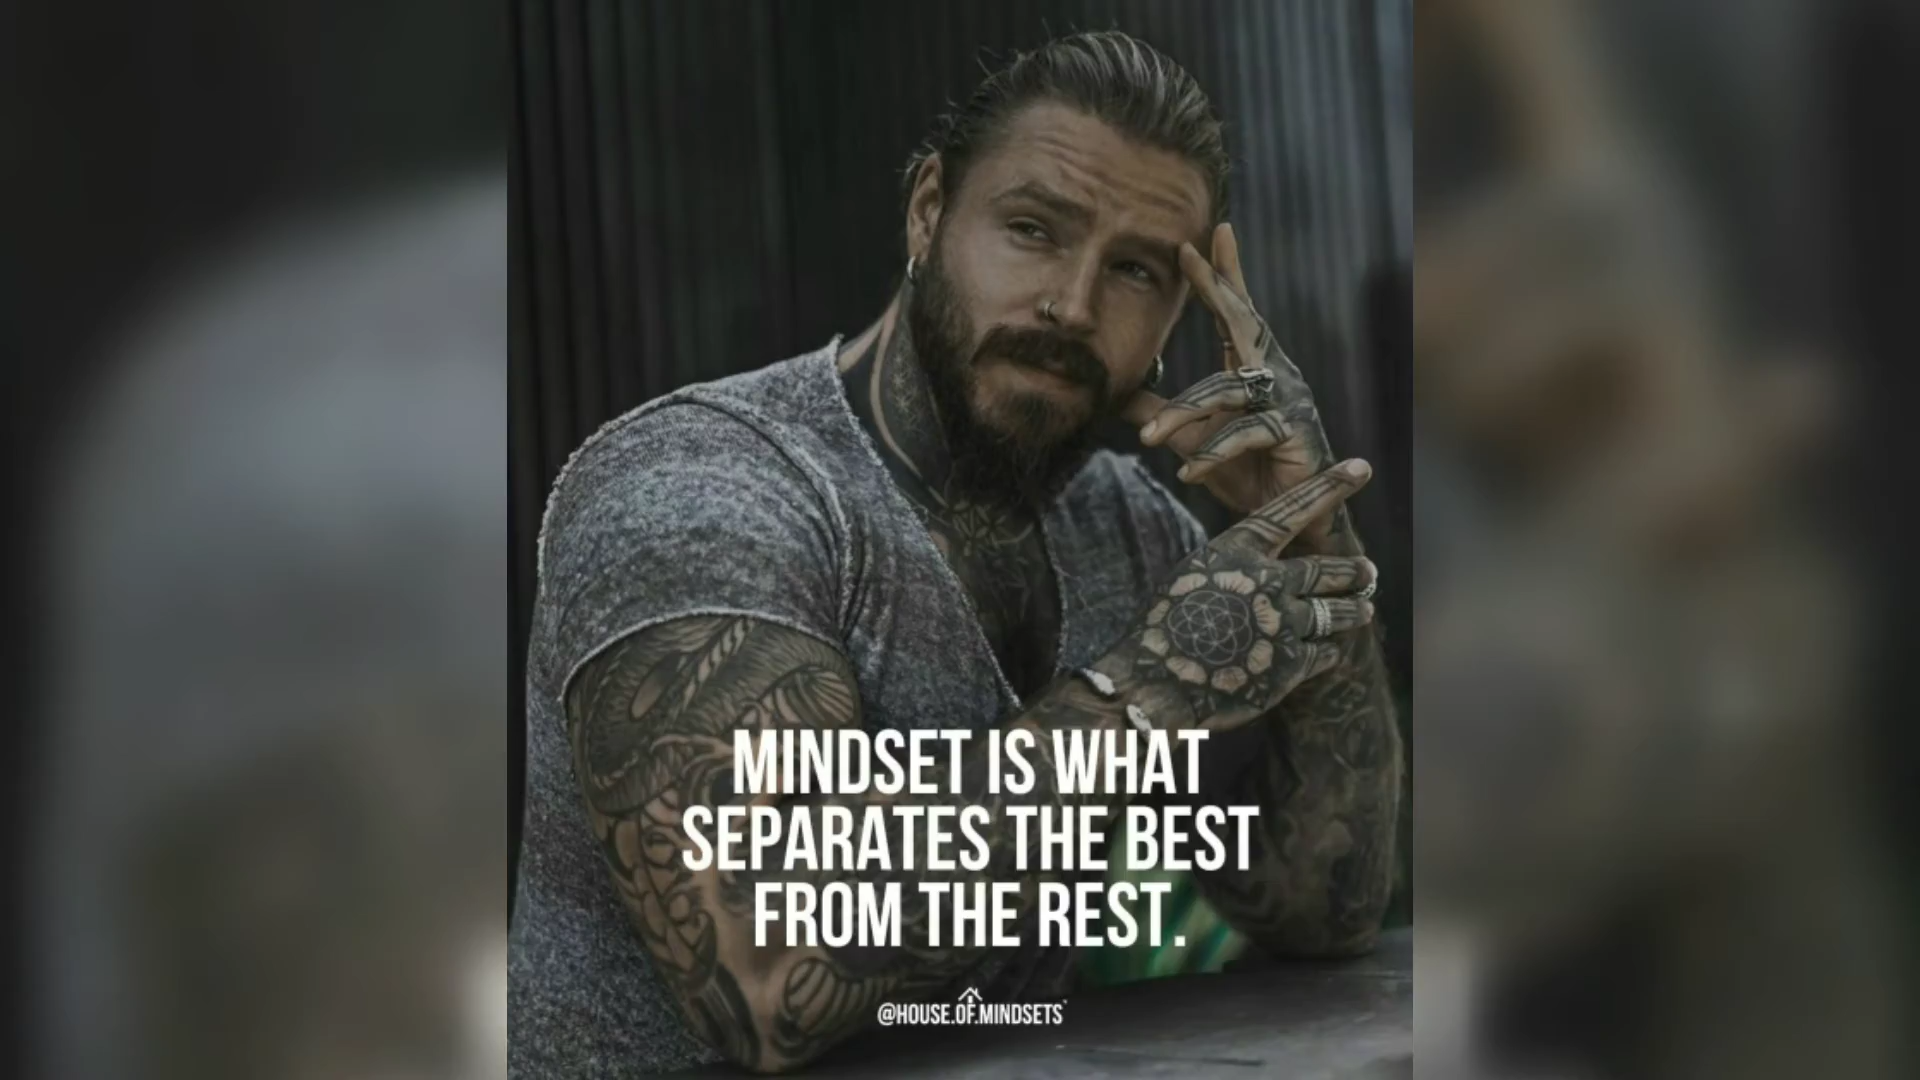 MINDSET IS WHAT
SEPARATES THE BEST
FROM THE REST.
@HOUSE.OF.MINDSETS